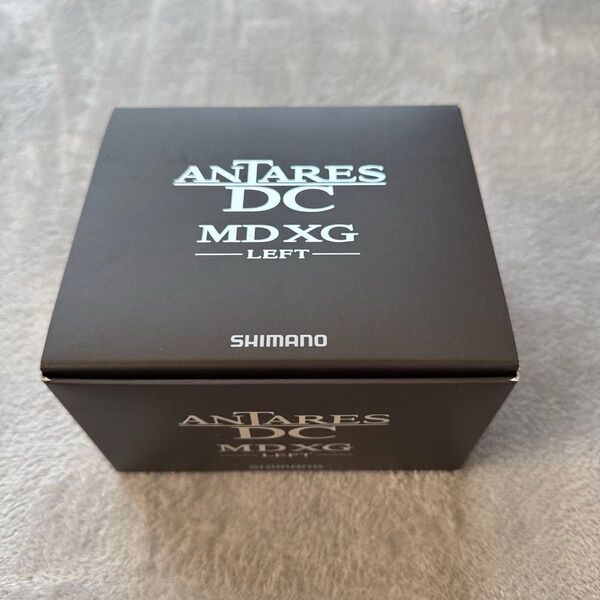 ANTARES
DC
MD XG
LEFT
SHIMANO
ANTARES
DC
MD XG
LEFT
SHIMANO